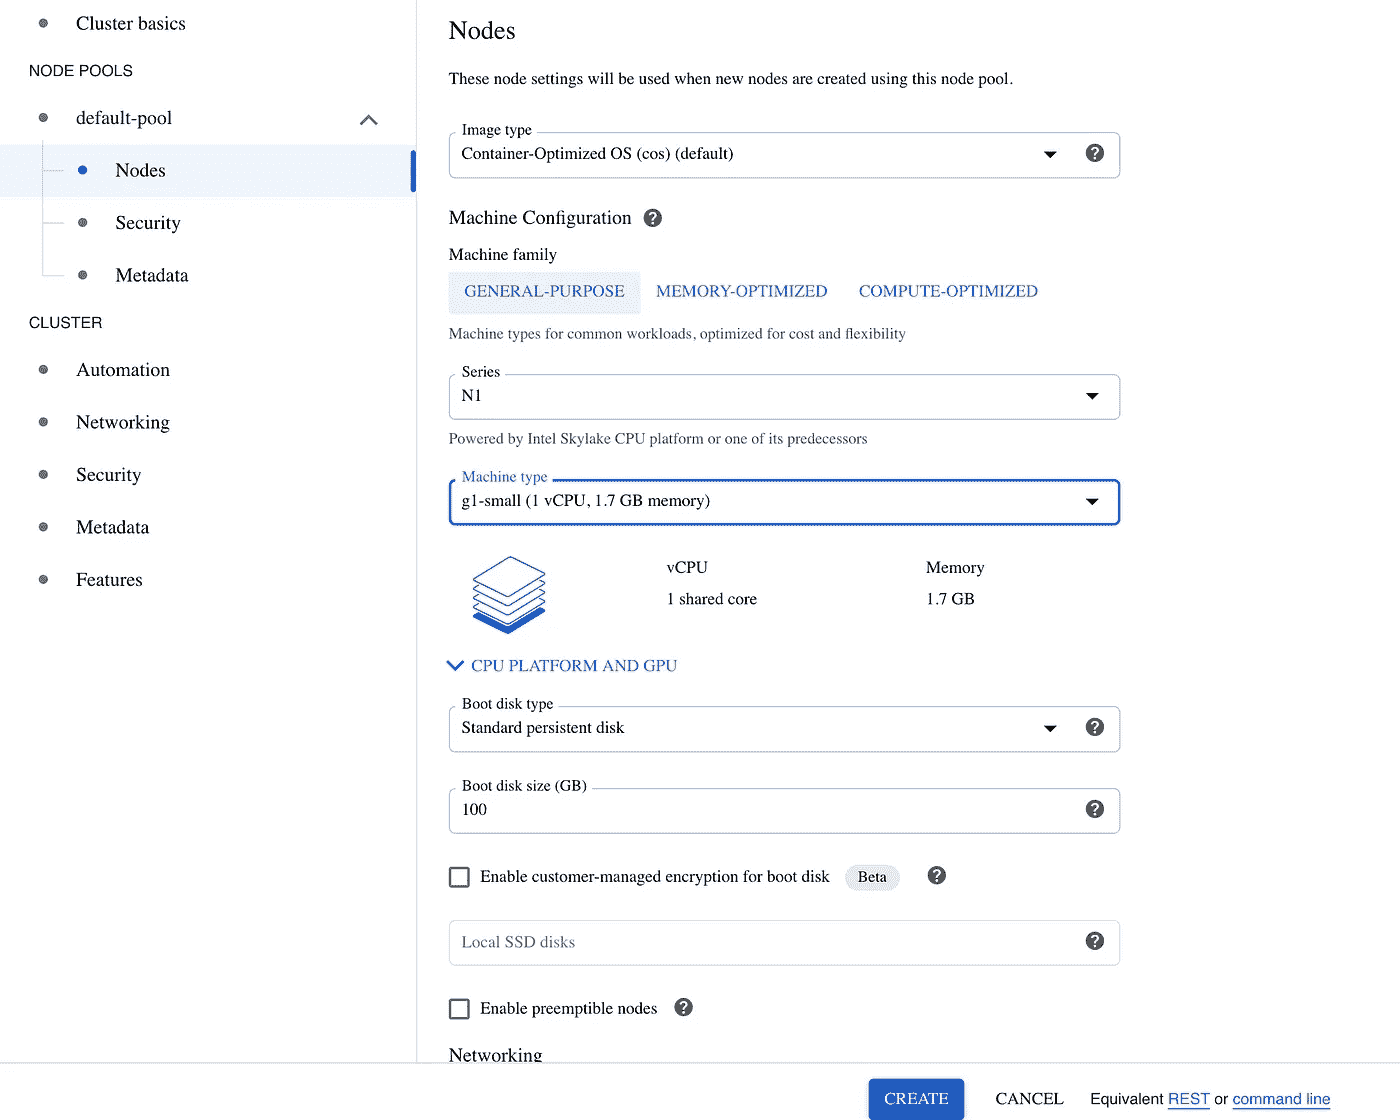 Cluster basics
NODE POOLS
default-pool
Nodes
Security
Metadata
CLUSTER
Automation
Networking
Security
Metadata
Features
Nodes
These node settings will be used when new nodes are created using this node pool.
Image type
Container-Optimized OS (cos) (default)
Machine Configuration
Machine family
GENERAL-PURPOSE MEMORY-OPTIMIZED COMPUTE-OPTIMIZED
Machine types for common workloads, optimized for cost and flexibility
Series
N1
Powered by Intel Skylake CPU platform or one of its predecessors
Machine type
g1-small (1 vCPU, 1.7 GB memory)
vCPU Memory
1 shared core 1.7 GB
CPU PLATFORM AND GPU
Boot disk type
Standard persistent disk
Boot disk size (GB)
100
Enable customer-managed encryption for boot disk Beta
Local SSD disks
Enable preemptible nodes
Networking
CREATE CANCEL Equivalent REST or command line